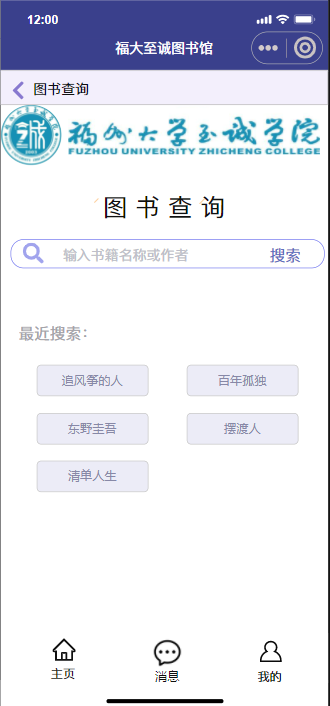 12:00
福大至诚图书馆
图书查询
至诚 福州大学至诚学院
FUZHOU UNIVERSITY ZHICHENG COLLEGE
图书查询
输入书籍名称或作者 搜索
最近搜索：
追风筝的人 百年孤独
东野圭吾 摆渡人
清单人生
主页 消息 我的